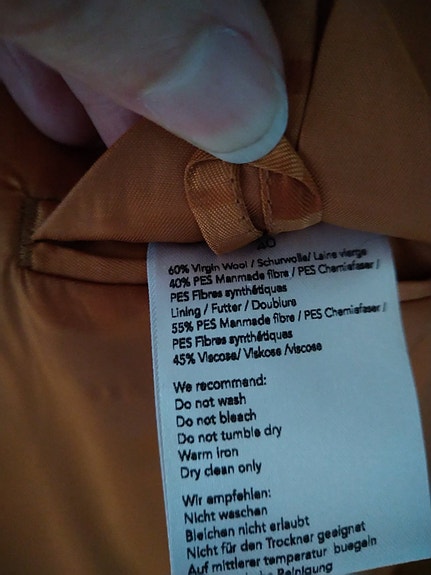 40
60% Virgin Wool / Schurwolle/ Laine vierge
40% PES Manmade fibre / PES Chemiefaser /
PES Fibres synthétiques
Lining / Futter / Doublure
55% PES Manmade fibre / PES Chemiefaser /
PES Fibres synthétiques
45% Viscose/ Viskose /Viscose
We recommend:
Do not wash
Do not bleach
Do not tumble dry
Warm iron
Dry clean only
Wir empfehlen:
Nicht waschen
Bleichen nicht erlaubt
Nicht für den Trockner geeignet
Auf mittlerer temperatur buegeln
Reinigung